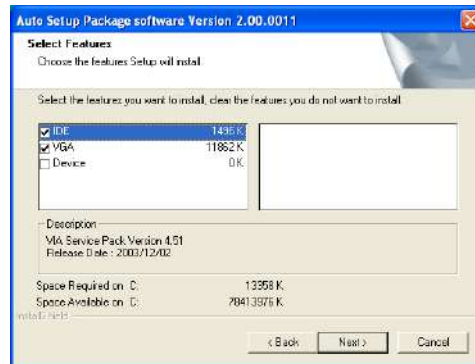 Auto Setup Package software Version 2.00.0011
Select Features
Choose the features Setup will install.
Select the features you want to install, clear the features you do not want to install.
IDE 1496 K
VGA 11862 K
Device 0 K
Description
VIA Service Pack Version 4.51
Release Date : 2003/12/02
Space Required on C: 13358 K
Space Available on C: 78413976 K
InstallShield
< Back
Next >
Cancel